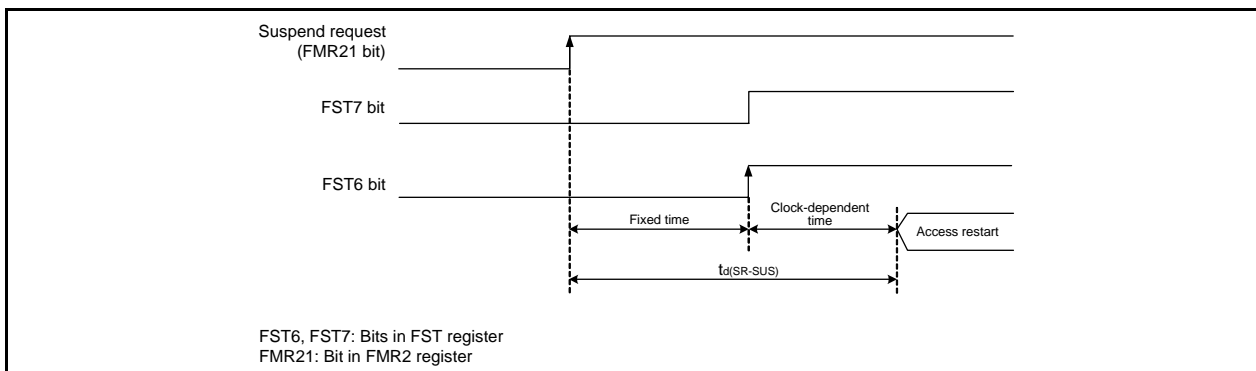 Suspend request
(FMR21 bit)
FST7 bit
FST6 bit
Fixed time
Clock-dependent
time
Access restart
td(SR-SUS)
FST6, FST7: Bits in FST register
FMR21: Bit in FMR2 register